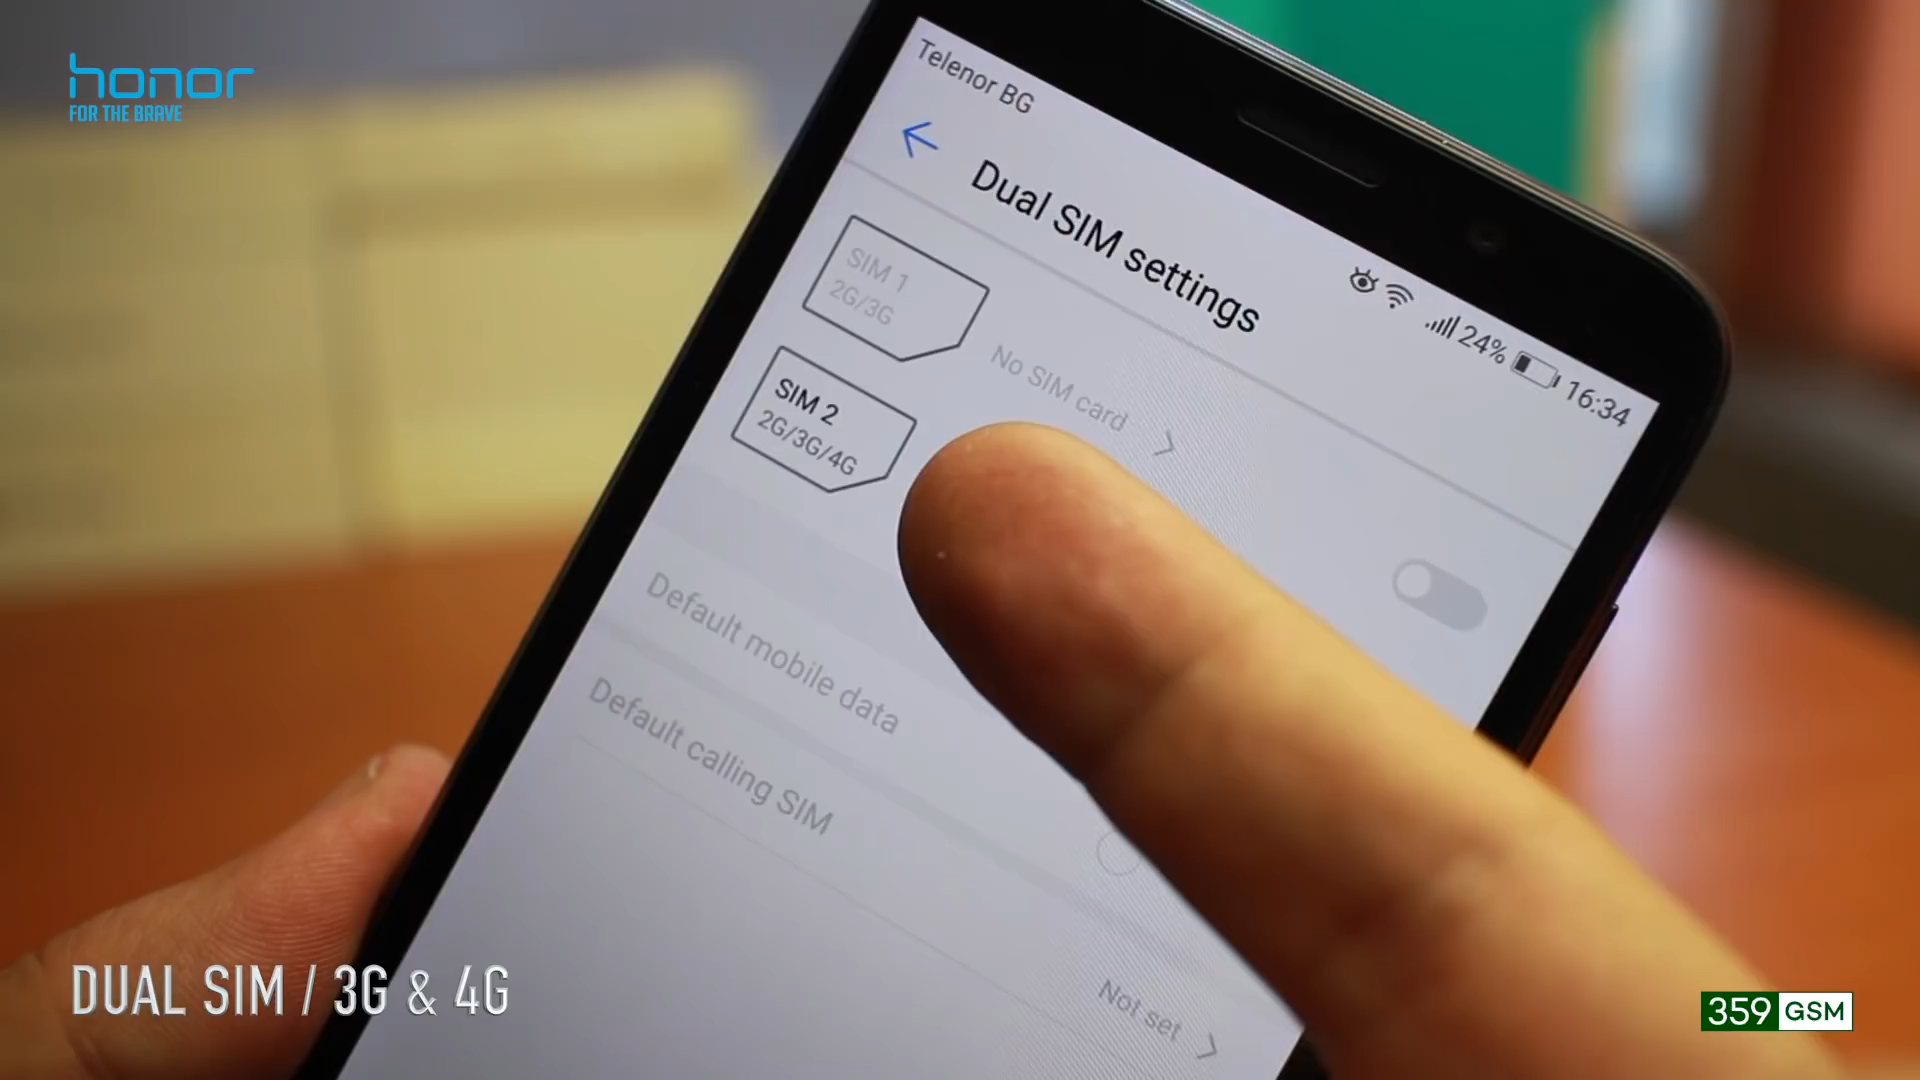 honor
FOR THE BRAVE
Telenor BG
24% 16:34
Dual SIM settings
SIM 1
2G/3G
No SIM card
SIM 2
2G/3G/4G
Default mobile data
Default calling SIM
Not set
DUAL SIM / 3G & 4G
359 GSM